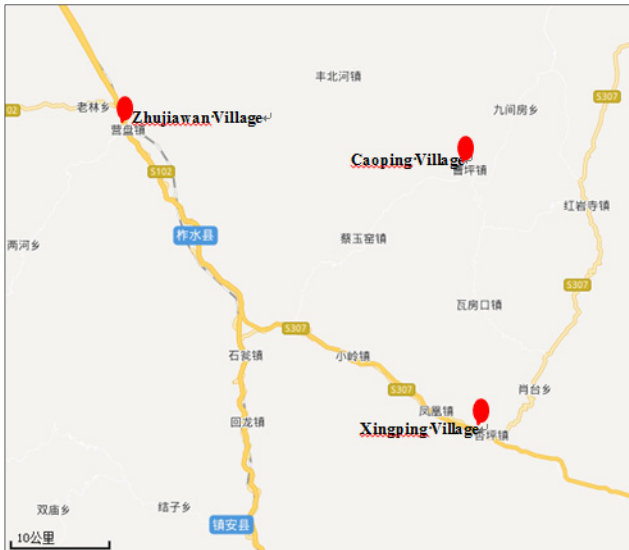 丰北河镇
S307
02
老林乡
九间房乡
Zhujiawan Village
营盘镇
Caoping Village
曹坪镇
S102
红岩寺镇
柞水县
蔡玉窑镇
两河乡
S307
瓦房口镇
S307
石瓮镇
小岭镇
S307
肖台乡
凤凰镇
回龙镇
Xingping Village
杏坪镇
双庙乡
结子乡
镇安县
10公里